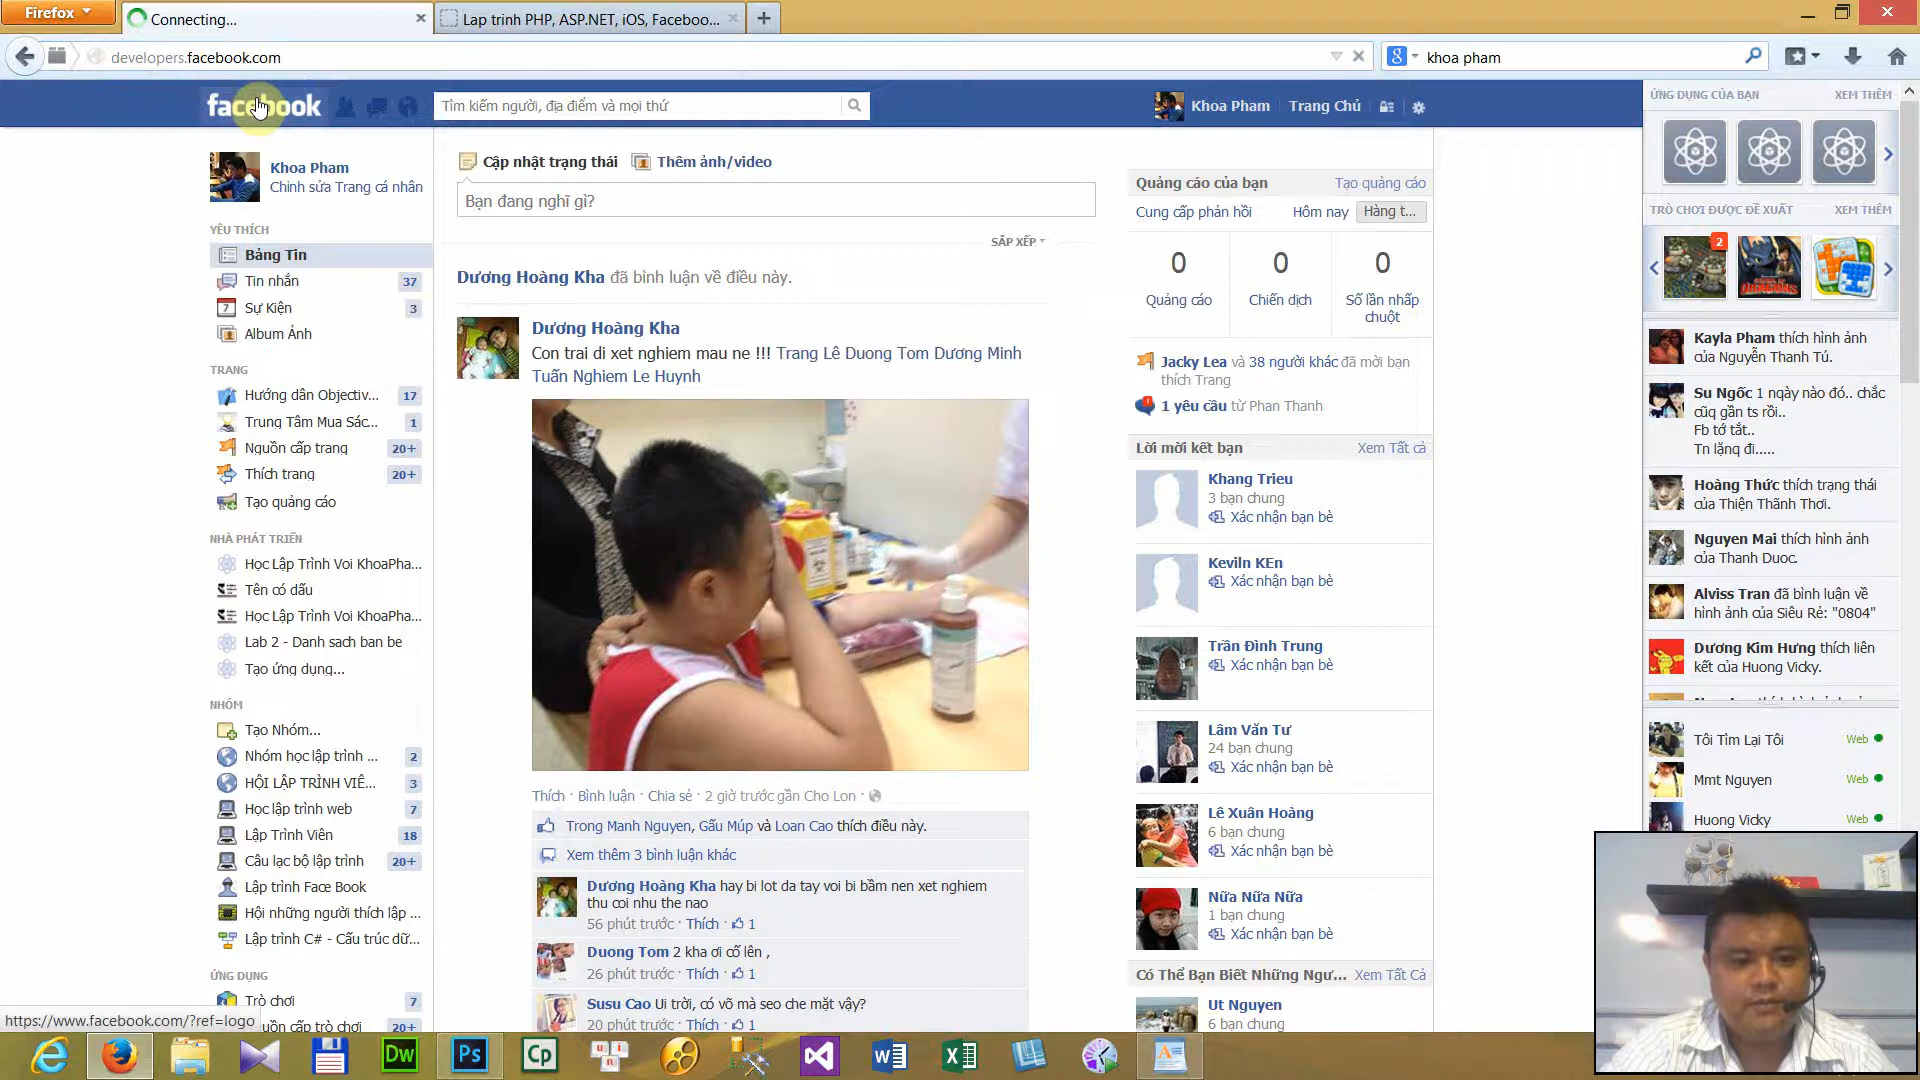 Firefox
Connecting...
Lap trinh PHP, ASP.NET, iOS, Faceboo...
developers.facebook.com
khoa pham
facebook
Tìm kiếm người, địa điểm và mọi thứ
Khoa Pham
Trang Chủ
Khoa Pham
Chỉnh sửa Trang cá nhân
YÊU THÍCH
Bảng Tin
Tin nhắn 37
Sự Kiện 3
Album Ảnh
TRANG
Hướng dẫn Objectiv... 17
Trung Tâm Mua Sắc... 1
Nguồn cấp trang 20+
Thích trang 20+
Tạo quảng cáo
NHÀ PHÁT TRIỂN
Học Lập Trình Voi KhoaPha...
Tên có dấu
Học Lập Trình Voi KhoaPha...
Lab 2 - Danh sach ban be
Tạo ứng dụng...
NHÓM
Tạo Nhóm...
Nhóm học lập trình ... 2
HỘI LẬP TRÌNH VIÊ... 3
Học lập trình web 7
Lập Trình Viên 18
Câu lạc bộ lập trình 20+
Lập trình Face Book
Hội những người thích lập ...
Lập trình C# - Cấu trúc dữ...
ỨNG DỤNG
Trò chơi 7
uồn cấp trò chơi 20+
https://www.facebook.com/?ref=logo
Cập nhật trạng thái
Thêm ảnh/video
Bạn đang nghĩ gì?
SẮP XẾP
Dương Hoàng Kha đã bình luận về điều này.
Dương Hoàng Kha
Con trai di xet nghiem mau ne !!! Trang Lê Duong Tom Dương Minh
Tuấn Nghiem Le Huynh
Thích · Bình luận · Chia sẻ · 2 giờ trước gần Cho Lon ·
Trong Manh Nguyen, Gấu Múp và Loan Cao thích điều này.
Xem thêm 3 bình luận khác
Dương Hoàng Kha hay bi lot da tay voi bi bầm nen xet nghiem
thu coi nhu the nao
56 phút trước · Thích · 1
Duong Tom 2 kha ơi cố lên ,
26 phút trước · Thích · 1
Susu Cao Ui trời, có võ mà seo che mặt vậy?
20 phút trước · Thích · 1
Quảng cáo của bạn
Tạo quảng cáo
Cung cấp phản hồi
Hôm nay
Hàng t...
0
0
0
Quảng cáo
Chiến dịch
Số lần nhấp
chuột
Jacky Lea và 38 người khác đã mời bạn
thích Trang
1 yêu cầu từ Phan Thanh
Lời mời kết bạn
Xem Tất cả
Khang Trieu
3 bạn chung
Xác nhận bạn bè
Keviln KEn
Xác nhận bạn bè
Trần Đình Trung
Xác nhận bạn bè
Lâm Văn Tư
24 bạn chung
Xác nhận bạn bè
Lê Xuân Hoàng
6 bạn chung
Xác nhận bạn bè
Nữa Nữa Nữa
1 bạn chung
Xác nhận bạn bè
Có Thể Bạn Biết Những Ngư...
Xem Tất Cả
Ut Nguyen
6 bạn chung
ỨNG DỤNG CỦA BẠN
XEM THÊM
TRÒ CHƠI ĐƯỢC ĐỀ XUẤT
XEM THÊM
2
Kayla Pham thích hình ảnh
của Nguyễn Thanh Tú.
Su Ngốc 1 ngày nào đó.. chắc
cũg gần ts rồi..
Fb tớ tắt..
Tn lặng đi.....
Hoàng Thức thích trạng thái
của Thiện Thãnh Thơi.
Nguyen Mai thích hình ảnh
của Thanh Duoc.
Alviss Tran đã bình luận về
hình ảnh của Siêu Rẻ: "0804"
Dương Kim Hưng thích liên
kết của Huong Vicky.
Tôi Tìm Lại Tôi Web
Mmt Nguyen Web
Huong Vicky Web